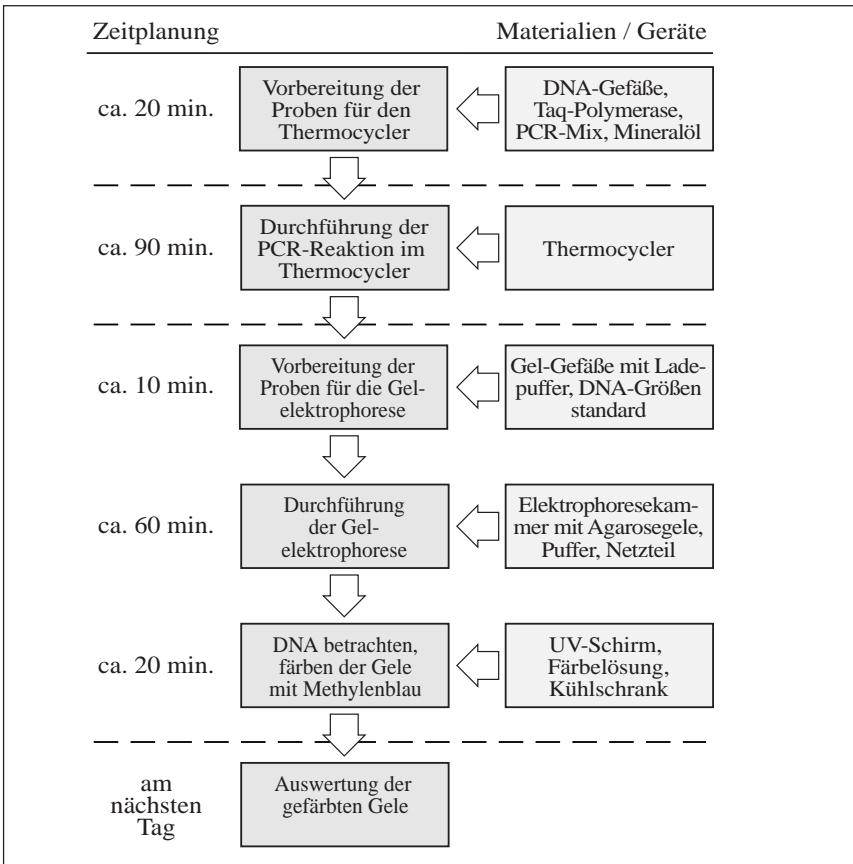 Zeitplanung
Materialien / Geräte
ca. 20 min.
Vorbereitung der
Proben für den
Thermocycler
DNA-Gefäße,
Taq-Polymerase,
PCR-Mix, Mineralöl
ca. 90 min.
Durchführung der
PCR-Reaktion im
Thermocycler
Thermocycler
ca. 10 min.
Vorbereitung der
Proben für die Gel-
elektrophorese
Gel-Gefäße mit Lade-
puffer, DNA-Größen
standard
ca. 60 min.
Durchführung
der Gel-
elektrophorese
Elektrophoresekam-
mer mit Agarosegele,
Puffer, Netzteil
ca. 20 min.
DNA betrachten,
färben der Gele
mit Methylenblau
UV-Schirm,
Färbelösung,
Kühlschrank
am
nächsten
Tag
Auswertung der
gefärbten Gele